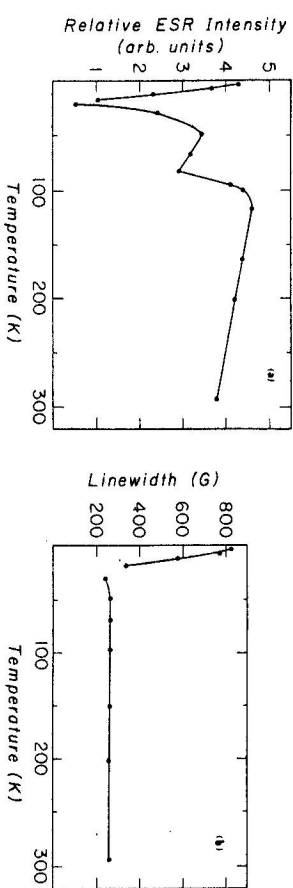 Relative ESR Intensity
(arb. units)
1 2 3 4 5
100 200 300
Temperature (K)
(a)
Linewidth (G)
200 400 600 800
100 200 300
Temperature (K)
(b)